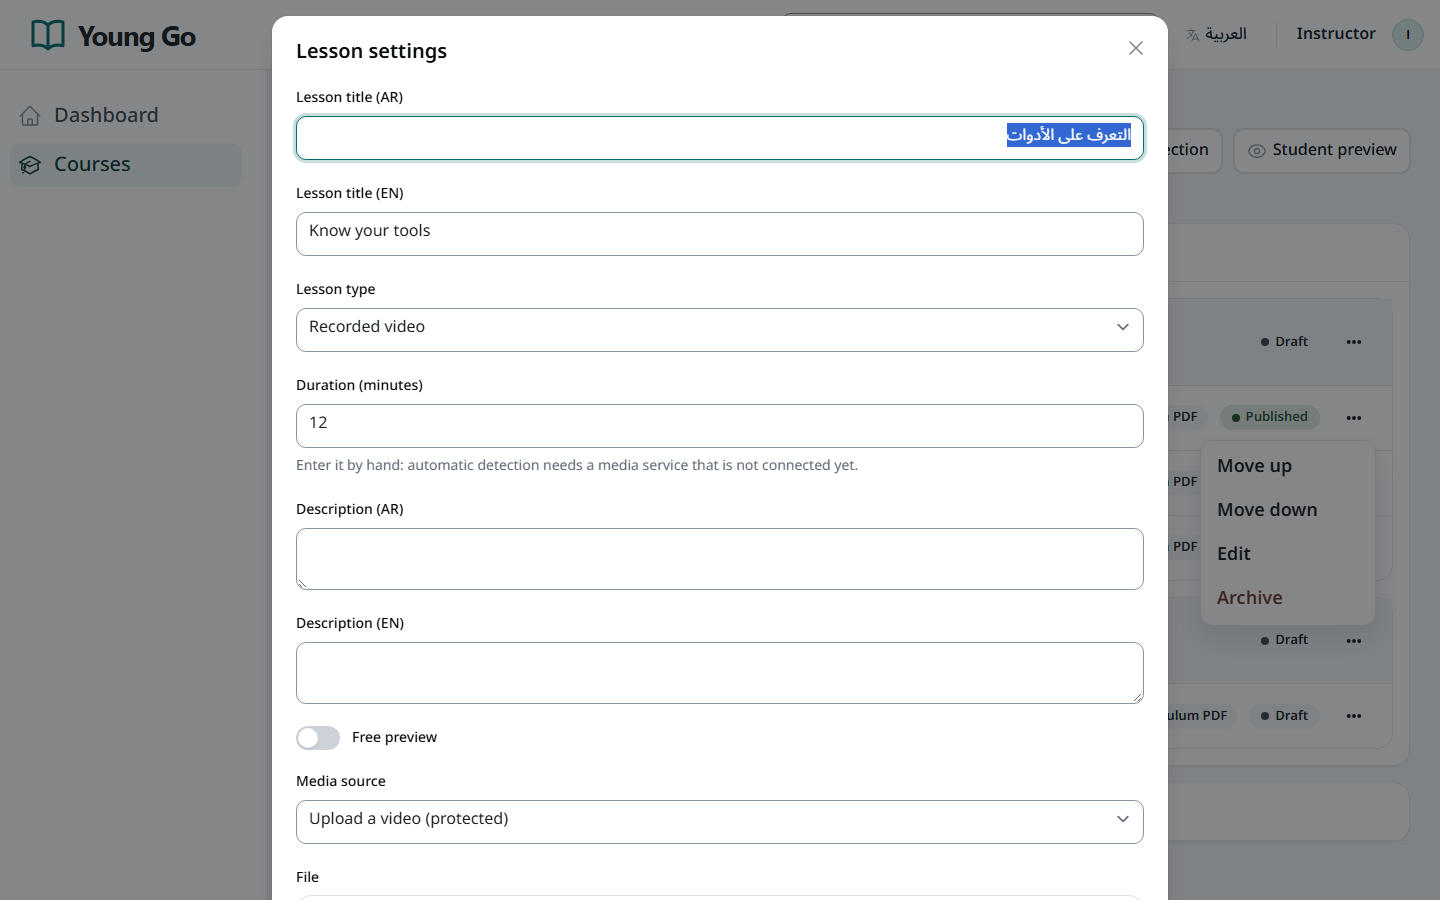 Young Go
العربية
Instructor
I
Dashboard
Courses
ction
Student preview
Lesson settings
Lesson title (AR)
التعرف على الأدوات
Lesson title (EN)
Know your tools
Lesson type
Recorded video
Duration (minutes)
12
Enter it by hand: automatic detection needs a media service that is not connected yet.
Description (AR)
Description (EN)
Free preview
Media source
Upload a video (protected)
File
Draft
PDF
Published
PDF
Move up
Move down
PDF
Edit
Archive
Draft
ulum PDF
Draft